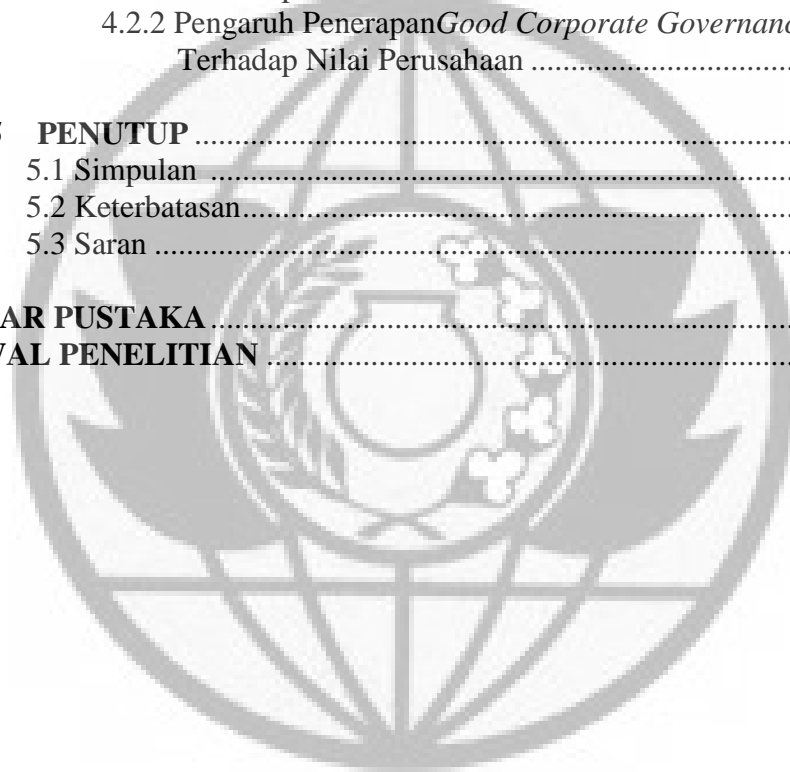 4.2.2 Pengaruh PenerapanGood Corporate Governanc
Terhadap Nilai Perusahaan ..............................
PENUTUP ......................................................................
5.1 Simpulan ...................................................................
5.2 Keterbatasan................................................................
5.3 Saran ........................................................................
AR PUSTAKA ....................................................................
VAL PENELITIAN ..............................................................